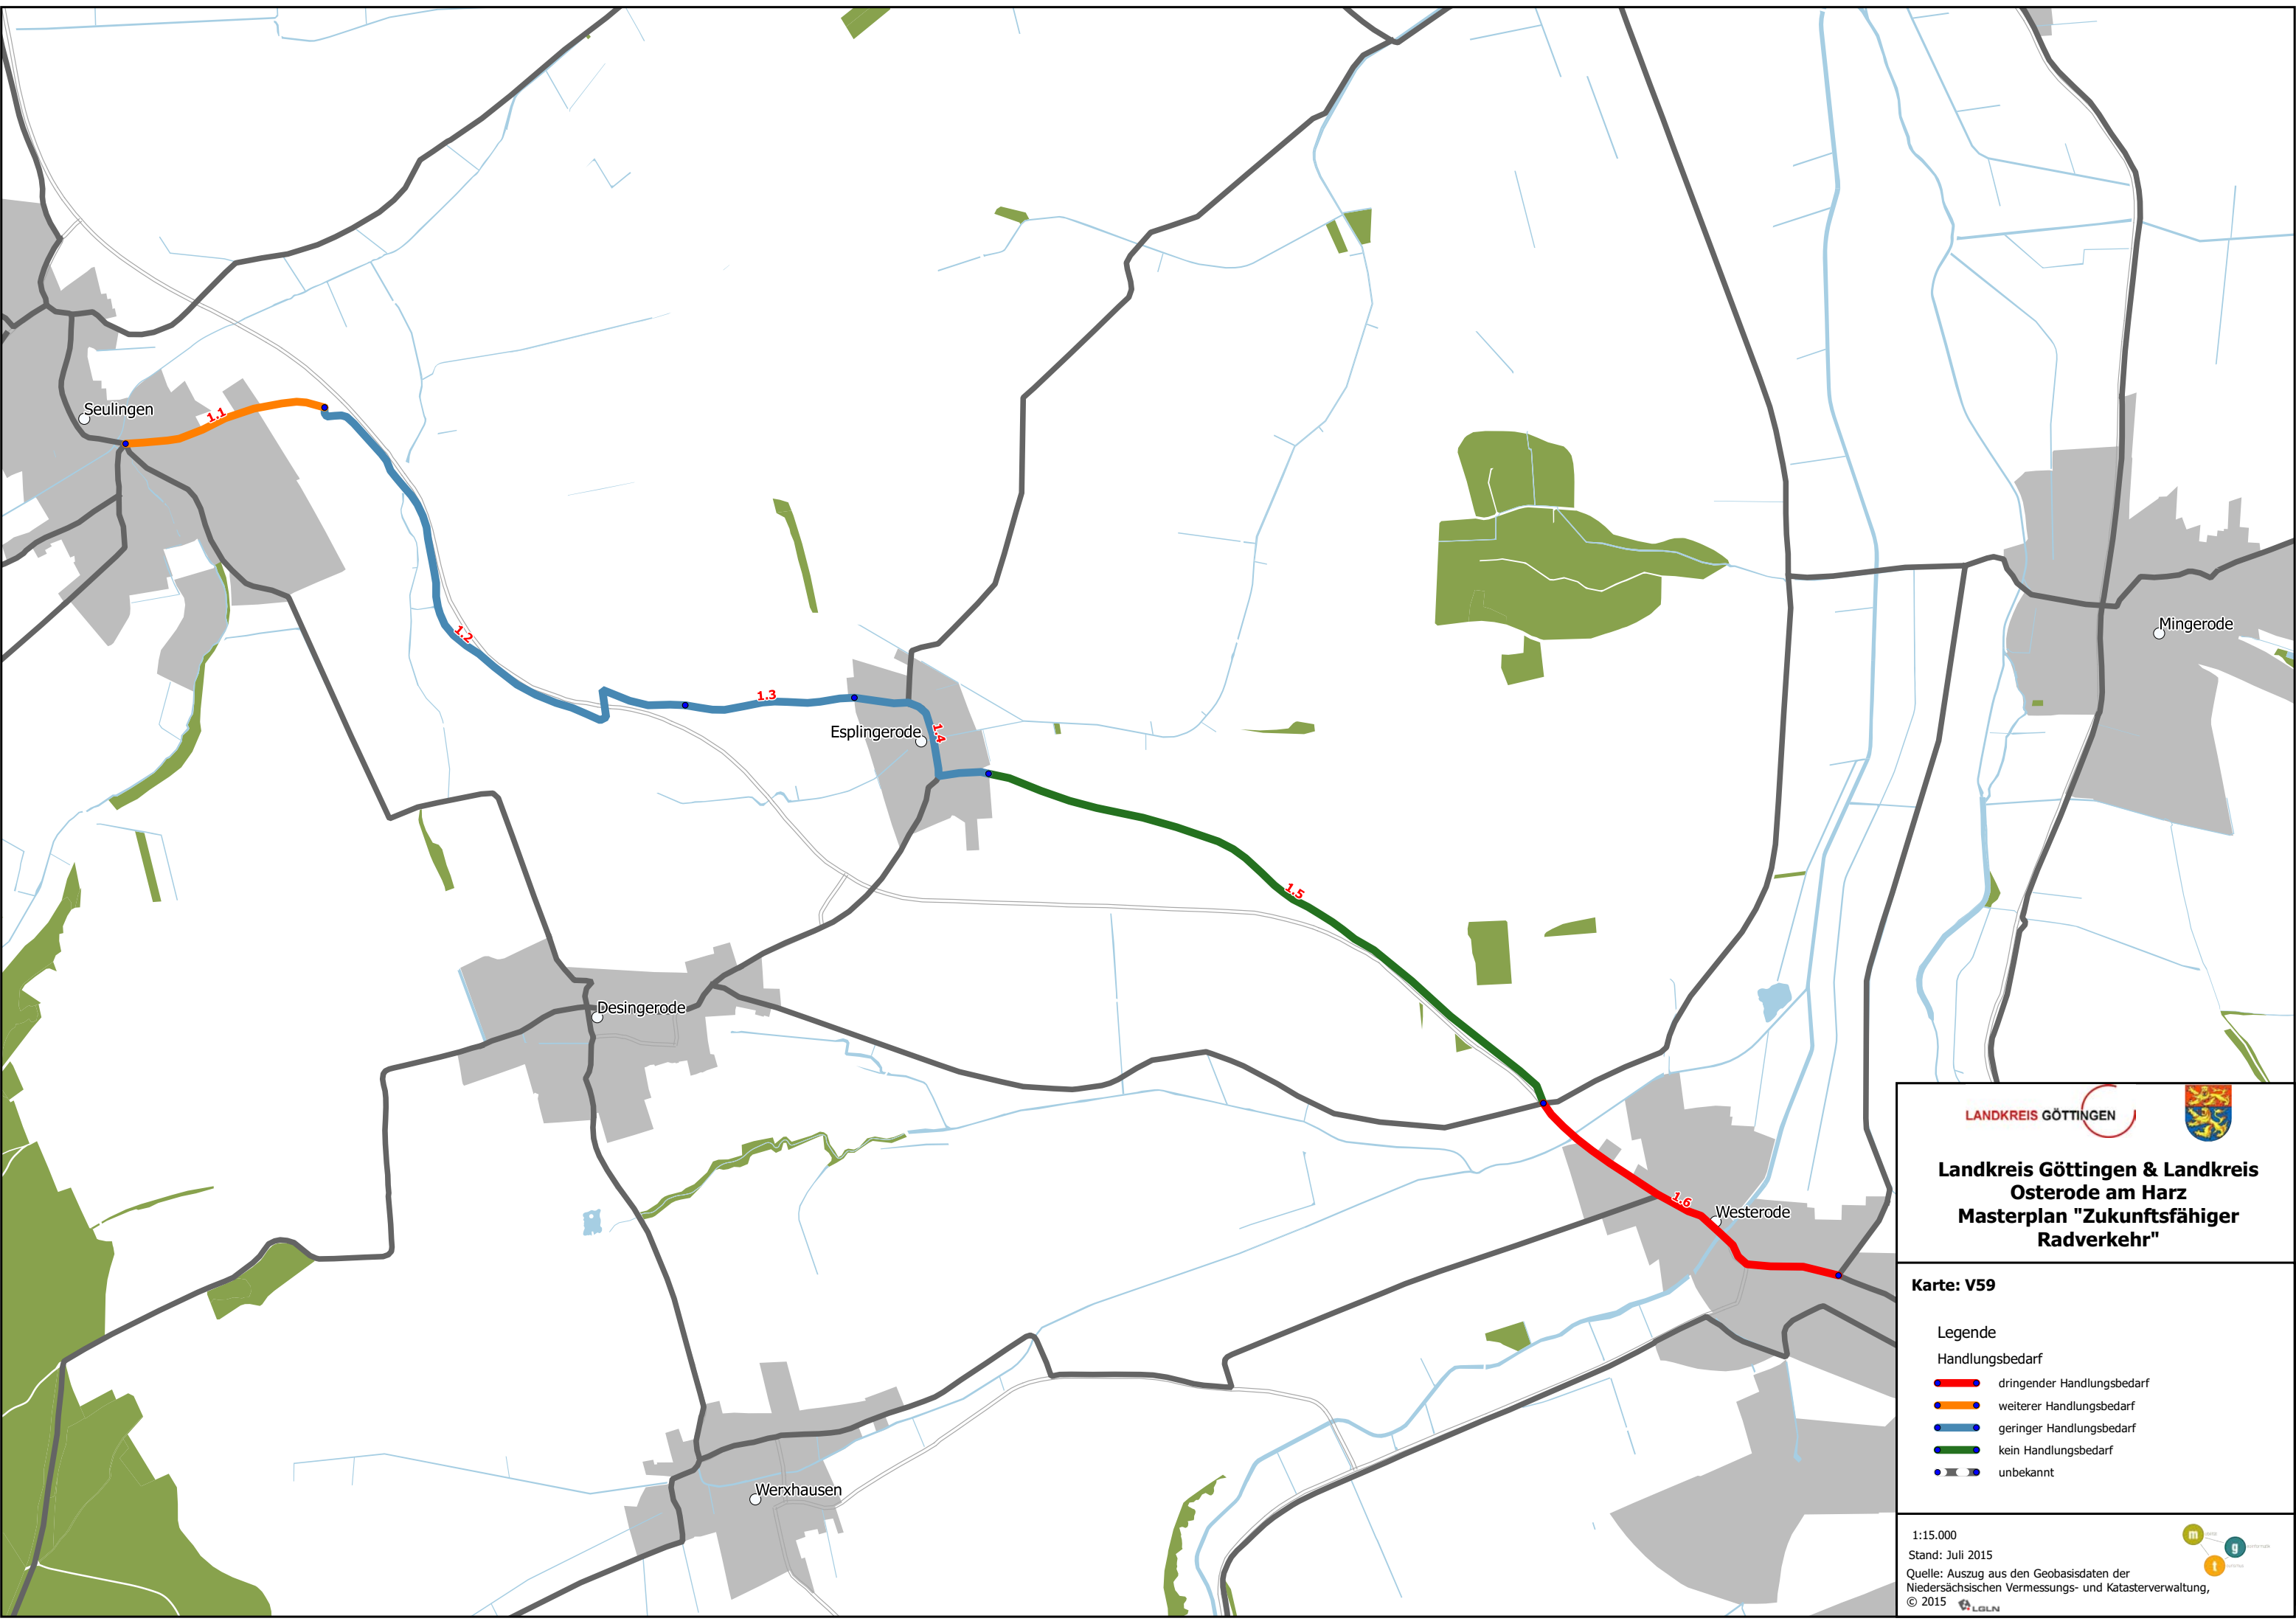 Seulingen
1.1
1.2
1.3
Esplingerode
1.4
1.5
Mingerode
Desingerode
1.6
Westerode
Werxhausen
LANDKREIS GÖTTINGEN
Landkreis Göttingen & Landkreis
Osterode am Harz
Masterplan "Zukunftsfähiger
Radverkehr"
Karte: V59
Legende
Handlungsbedarf
dringender Handlungsbedarf
weiterer Handlungsbedarf
geringer Handlungsbedarf
kein Handlungsbedarf
unbekannt
1:15.000
Stand: Juli 2015
Quelle: Auszug aus den Geobasisdaten der
Niedersächsischen Vermessungs- und Katasterverwaltung,
© 2015
LGLN
m
g
t